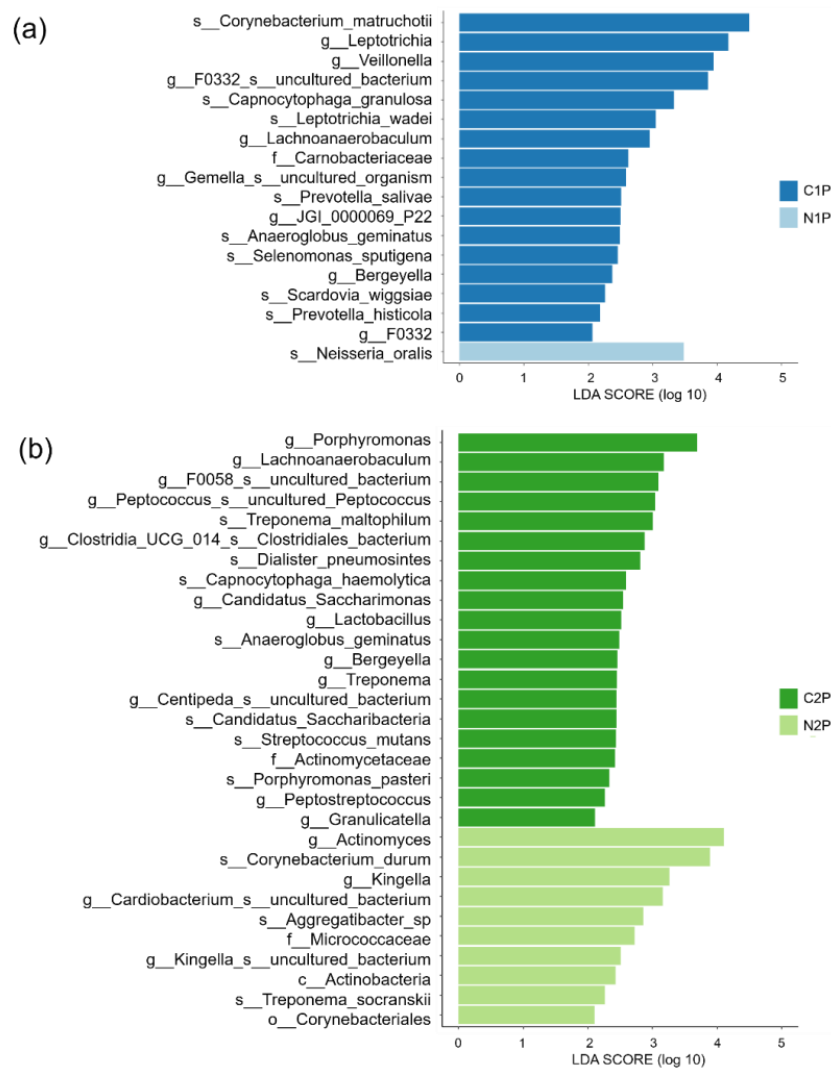 (a)
s__Corynebacterium_matruchotii
g__Leptotrichia
g__Veillonella
g__F0332_s__uncultured_bacterium
s__Capnocytophaga_granulosa
s__Leptotrichia_wadei
g__Lachnoanaerobaculum
f__Carnobacteriaceae
g__Gemella_s__uncultured_organism
s__Prevotella_salivae
g__JGI_0000069_P22
s__Anaeroglobus_geminatus
s__Selenomonas_sputigena
g__Bergeyella
s__Scardovia_wiggsiae
s__Prevotella_histicola
g__F0332
s__Neisseria_oralis
C1P
N1P
0 1 2 3 4 5
LDA SCORE (log 10)
(b)
g__Porphyromonas
g__Lachnoanaerobaculum
g__F0058_s__uncultured_bacterium
g__Peptococcus_s__uncultured_Peptococcus
s__Treponema_maltophilum
g__Clostridia_UCG_014_s__Clostridiales_bacterium
s__Dialister_pneumosintes
s__Capnocytophaga_haemolytica
g__Candidatus_Saccharimonas
g__Lactobacillus
s__Anaeroglobus_geminatus
g__Bergeyella
g__Treponema
g__Centipeda_s__uncultured_bacterium
s__Candidatus_Saccharibacteria
s__Streptococcus_mutans
f__Actinomycetaceae
s__Porphyromonas_pasteri
g__Peptostreptococcus
g__Granulicatella
g__Actinomyces
s__Corynebacterium_durum
g__Kingella
g__Cardiobacterium_s__uncultured_bacterium
s__Aggregatibacter_sp
f__Micrococcaceae
g__Kingella_s__uncultured_bacterium
c__Actinobacteria
s__Treponema_socranskii
o__Corynebacteriales
C2P
N2P
0 1 2 3 4 5
LDA SCORE (log 10)